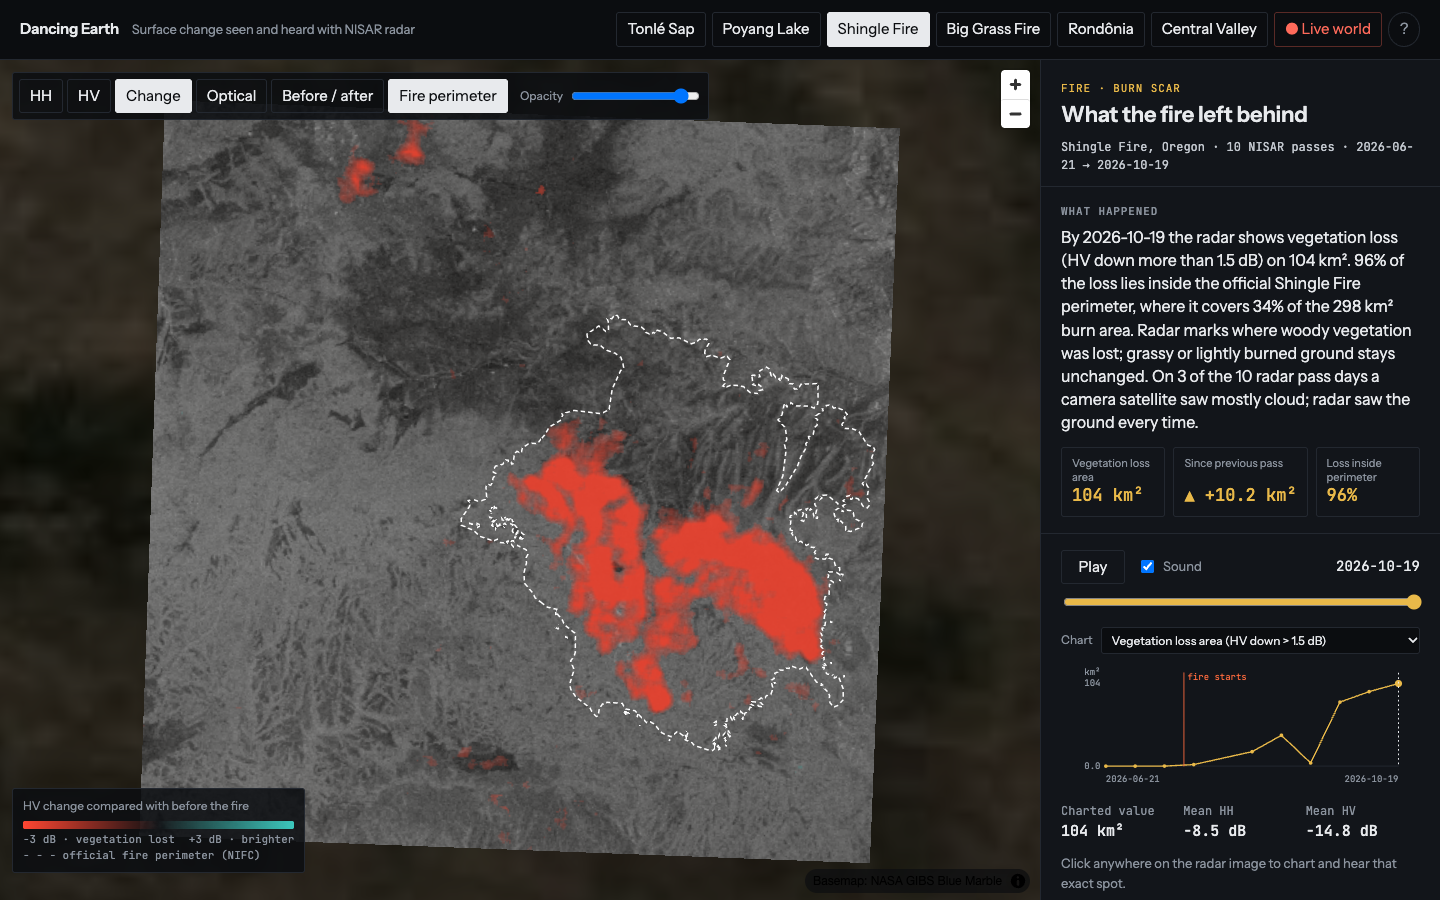 Dancing Earth
Surface change seen and heard with NISAR radar
Tonlé Sap
Poyang Lake
Shingle Fire
Big Grass Fire
Rondônia
Central Valley
Live world
?
HH
HV
Change
Optical
Before / after
Fire perimeter
Opacity
+
−
FIRE · BURN SCAR
What the fire left behind
Shingle Fire, Oregon · 10 NISAR passes · 2026-06-
21 → 2026-10-19
WHAT HAPPENED
By 2026-10-19 the radar shows vegetation loss
(HV down more than 1.5 dB) on 104 km². 96% of
the loss lies inside the official Shingle Fire
perimeter, where it covers 34% of the 298 km²
burn area. Radar marks where woody vegetation
was lost; grassy or lightly burned ground stays
unchanged. On 3 of the 10 radar pass days a
camera satellite saw mostly cloud; radar saw the
ground every time.
Vegetation loss
area
104 km²
Since previous pass
▲ +10.2 km²
Loss inside
perimeter
96%
Play
Sound
2026-10-19
Chart
Vegetation loss area (HV down > 1.5 dB)
km²
104
fire starts
0.0
2026-06-21
2026-10-19
Charted value
104 km²
Mean HH
-8.5 dB
Mean HV
-14.8 dB
Click anywhere on the radar image to chart and hear that
exact spot.
HV change compared with before the fire
-3 dB · vegetation lost
+3 dB · brighter
- - - official fire perimeter (NIFC)
Basemap: NASA GIBS Blue Marble